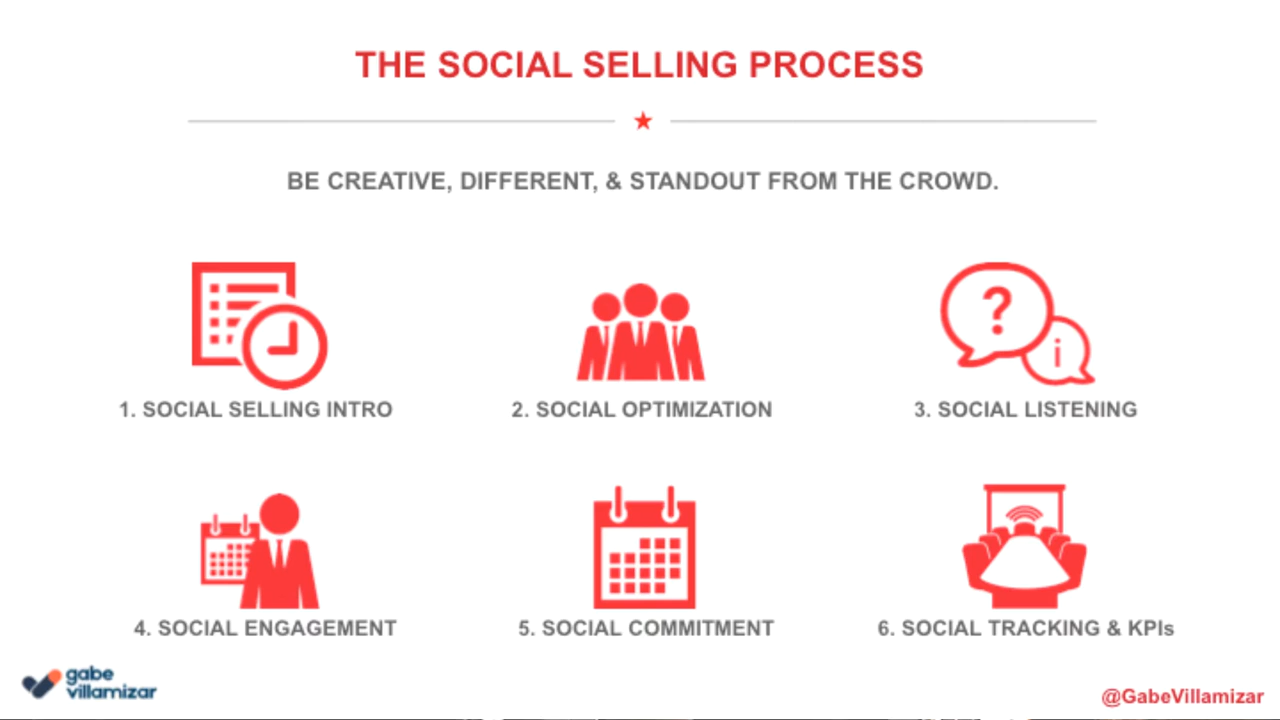 THE SOCIAL SELLING PROCESS
BE CREATIVE, DIFFERENT, & STANDOUT FROM THE CROWD.
?
i
1. SOCIAL SELLING INTRO
2. SOCIAL OPTIMIZATION
3. SOCIAL LISTENING
4. SOCIAL ENGAGEMENT
5. SOCIAL COMMITMENT
6. SOCIAL TRACKING & KPIs
gabe
villamizar
@GabeVillamizar